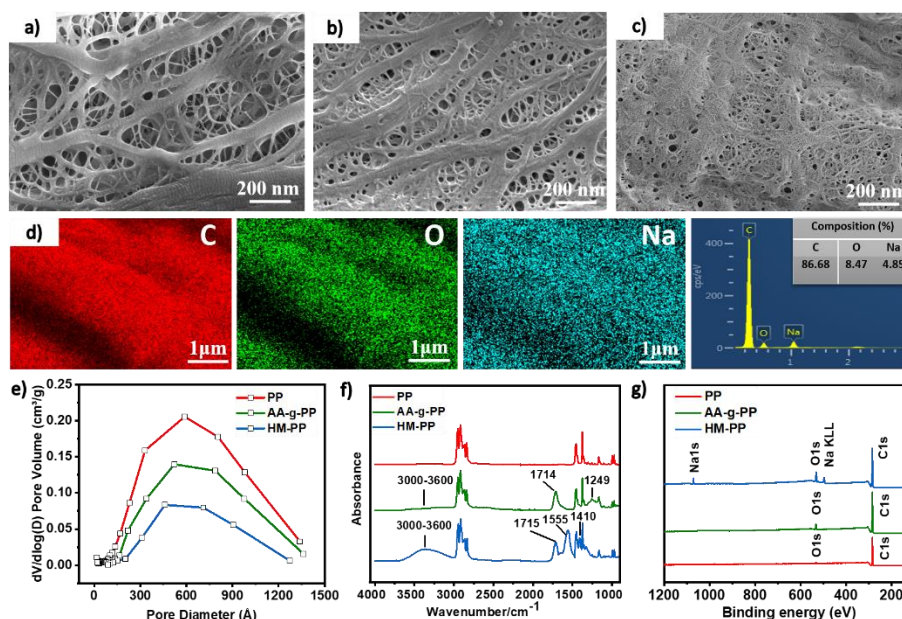 a)
b)
c)
200 nm
200 nm
200 nm
d)
C
O
Na
1μm
1μm
1μm
Composition (%)
C O Na
86.68 8.47 4.85
cps/eV
400
200
0
C
O
Na
1 2
e)
dV/dlog(D) Pore Volume (cm³/g)
0.25
0.20
0.15
0.10
0.05
0.00
PP
AA-g-PP
HM-PP
0 300 600 900 1200 1500
Pore Diameter (Å)
f)
Absorbance
PP
AA-g-PP
HM-PP
3000-3600
1714
1249
3000-3600
1715
1555
1410
4000 3500 3000 2500 2000 1500 1000
Wavenumber/cm⁻¹
g)
PP
AA-g-PP
HM-PP
Na1s
O1s
Na KLL
C1s
O1s
C1s
O1s
C1s
1200 1000 800 600 400 200 0
Binding energy (eV)